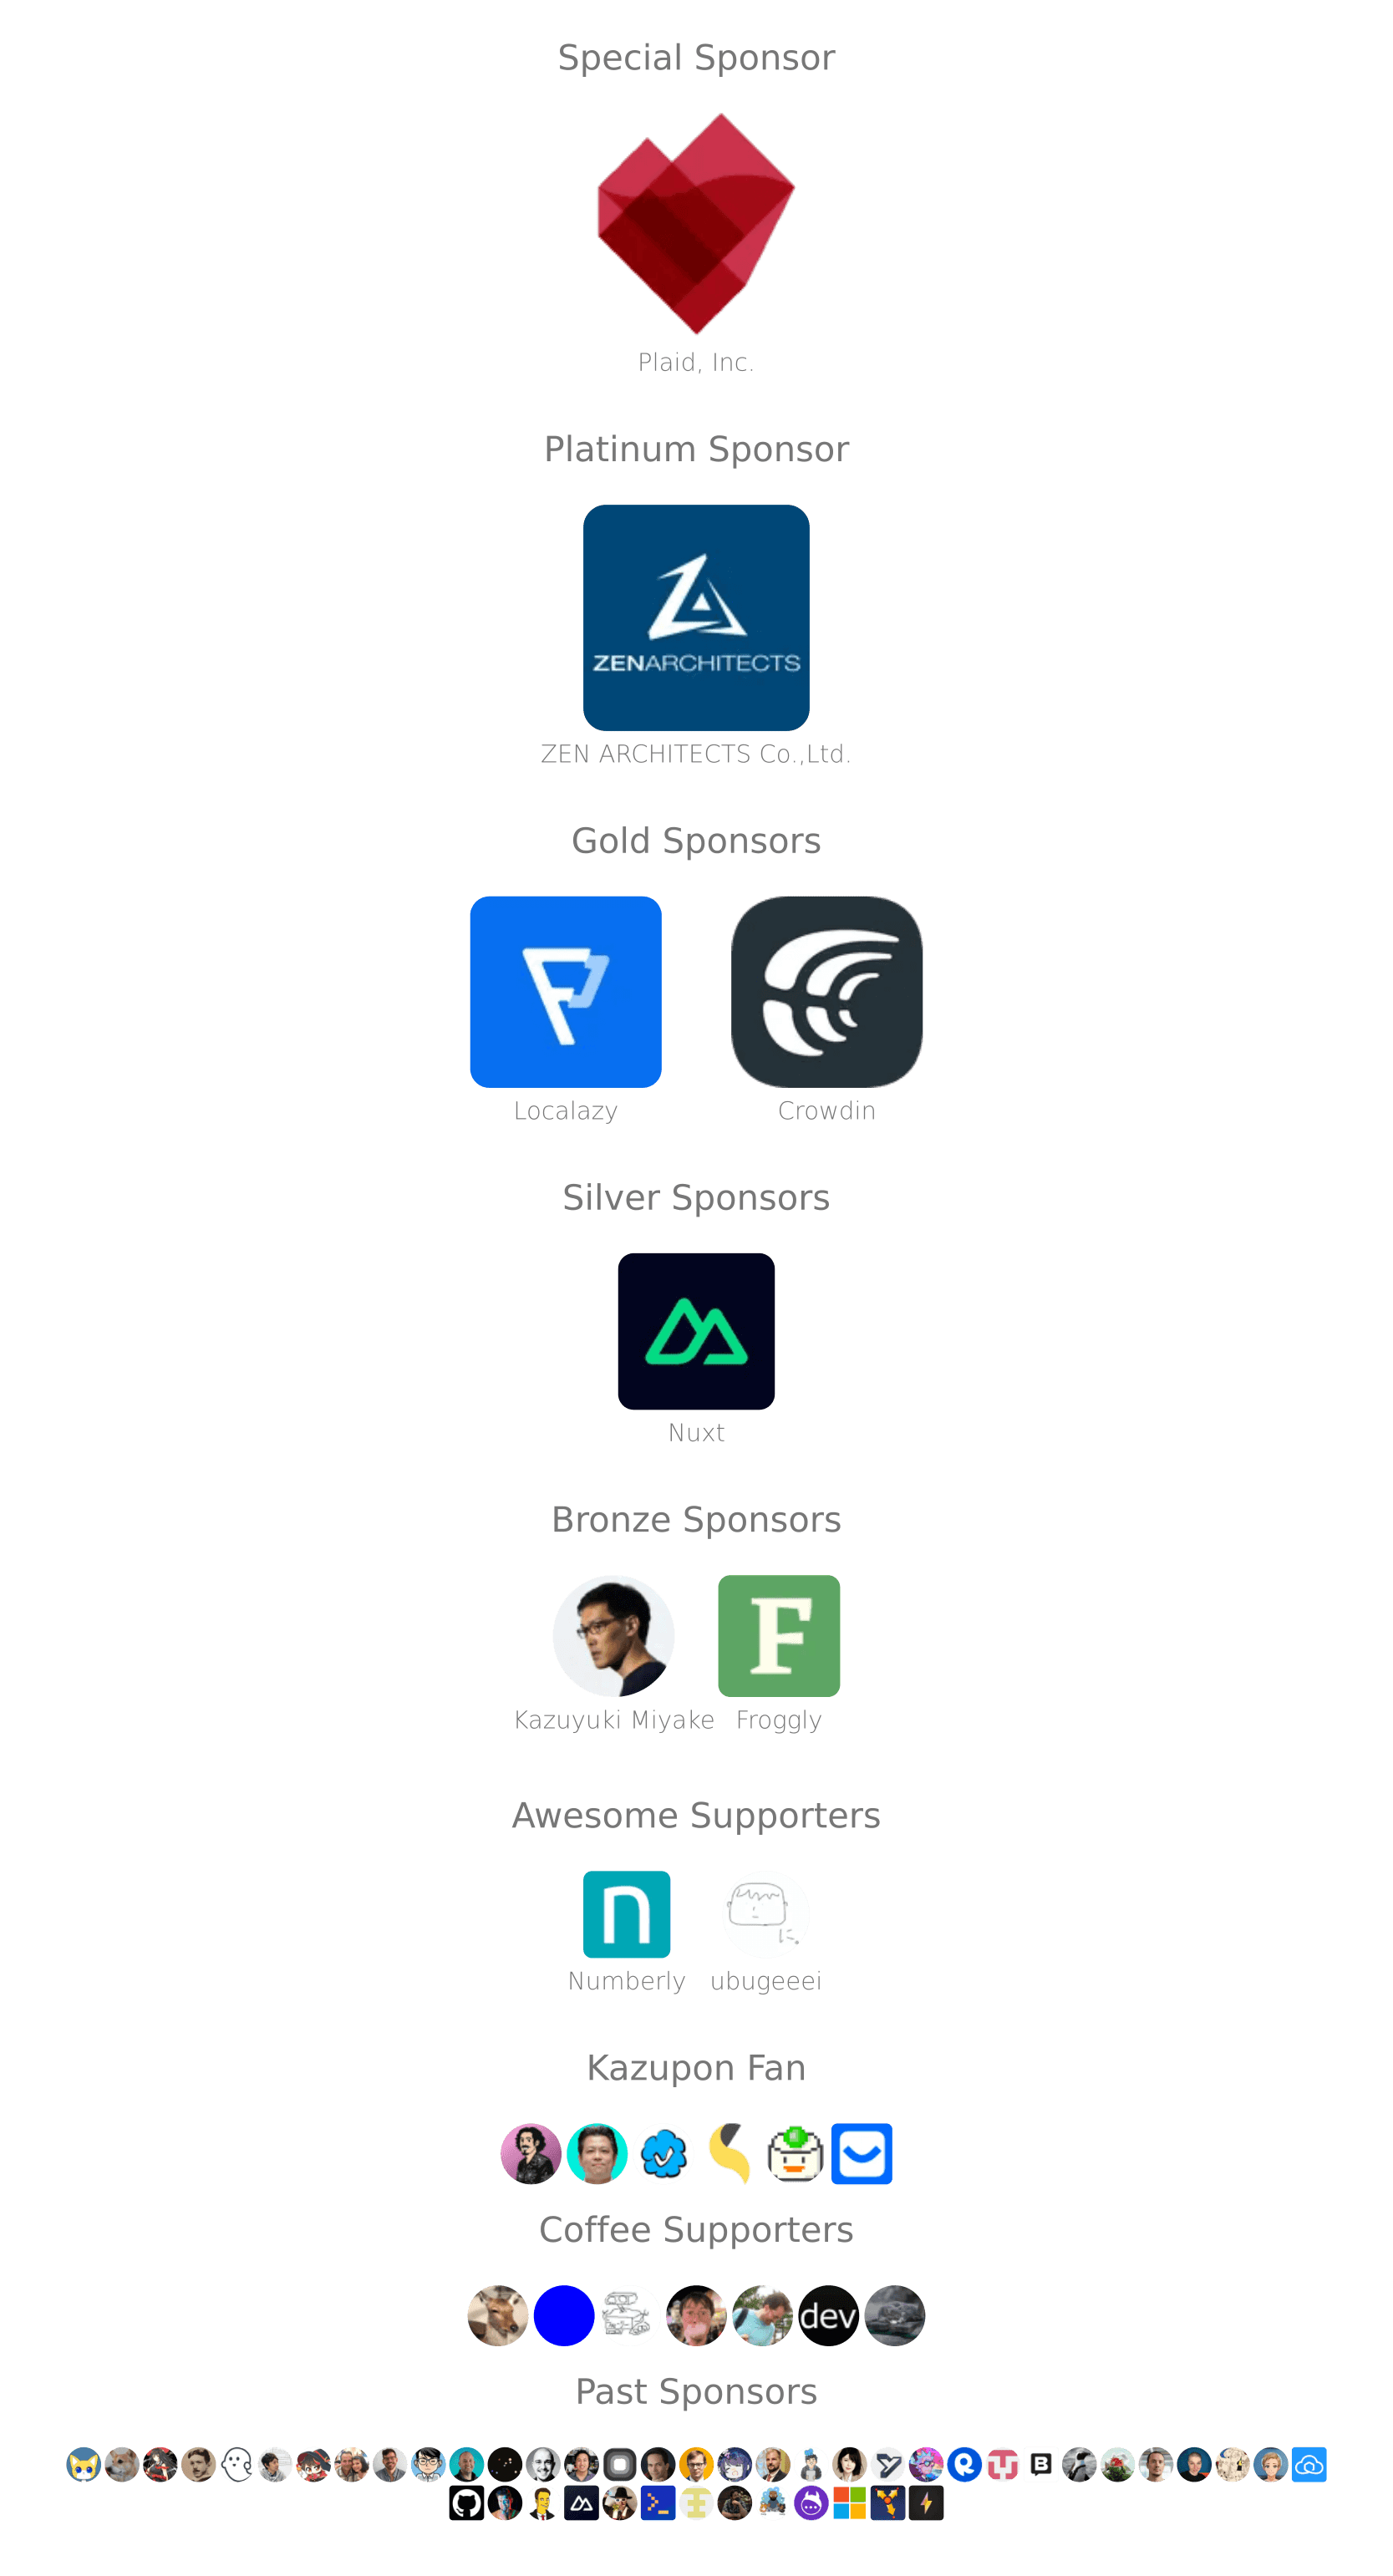 Special Sponsor
Plaid, Inc.
Platinum Sponsor
ZENARCHITECTS
ZEN ARCHITECTS Co.,Ltd.
Gold Sponsors
Localazy Crowdin
Silver Sponsors
Nuxt
Bronze Sponsors
F
Kazuyuki Miyake Froggly
Awesome Supporters
n
Numberly ubugeeei
Kazupon Fan
Coffee Supporters
dev
Past Sponsors
B